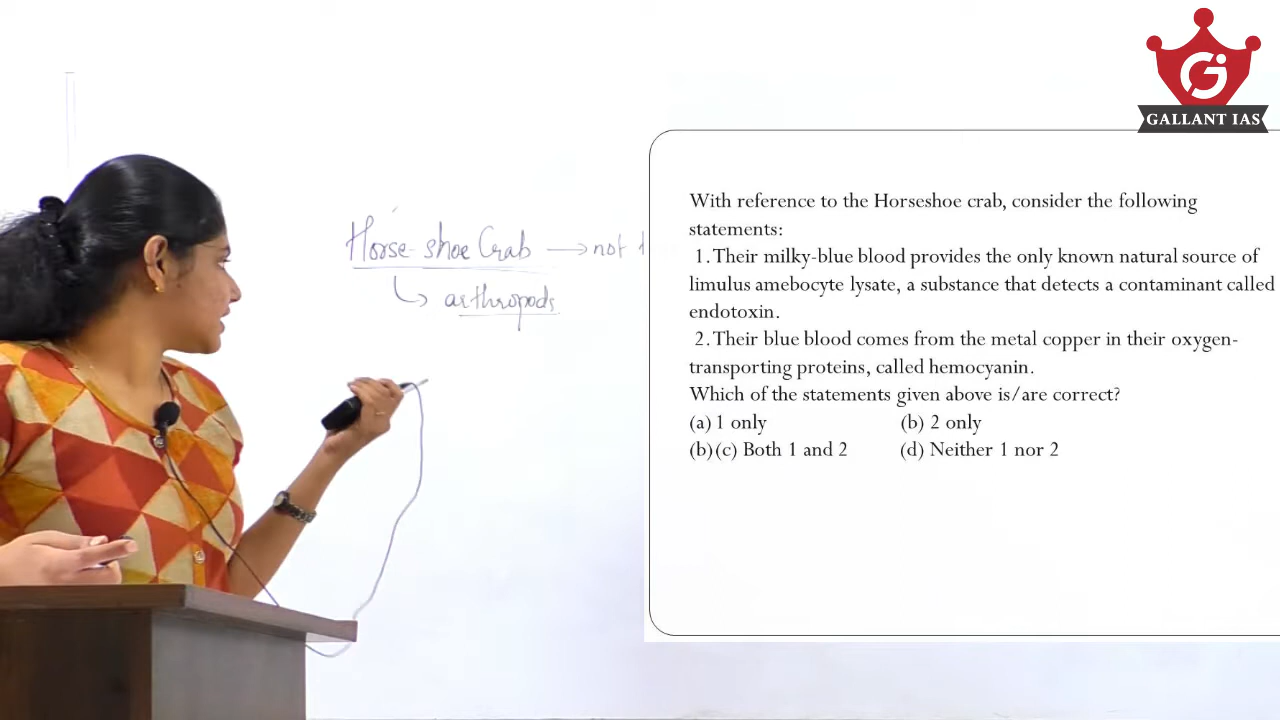 GALLANT IAS
Horse-shoe Crab → not
↳ arthropods
With reference to the Horseshoe crab, consider the following
statements:
1.Their milky-blue blood provides the only known natural source of
limulus amebocyte lysate, a substance that detects a contaminant called
endotoxin.
2.Their blue blood comes from the metal copper in their oxygen-
transporting proteins, called hemocyanin.
Which of the statements given above is/are correct?
(a) 1 only (b) 2 only
(b)(c) Both 1 and 2 (d) Neither 1 nor 2